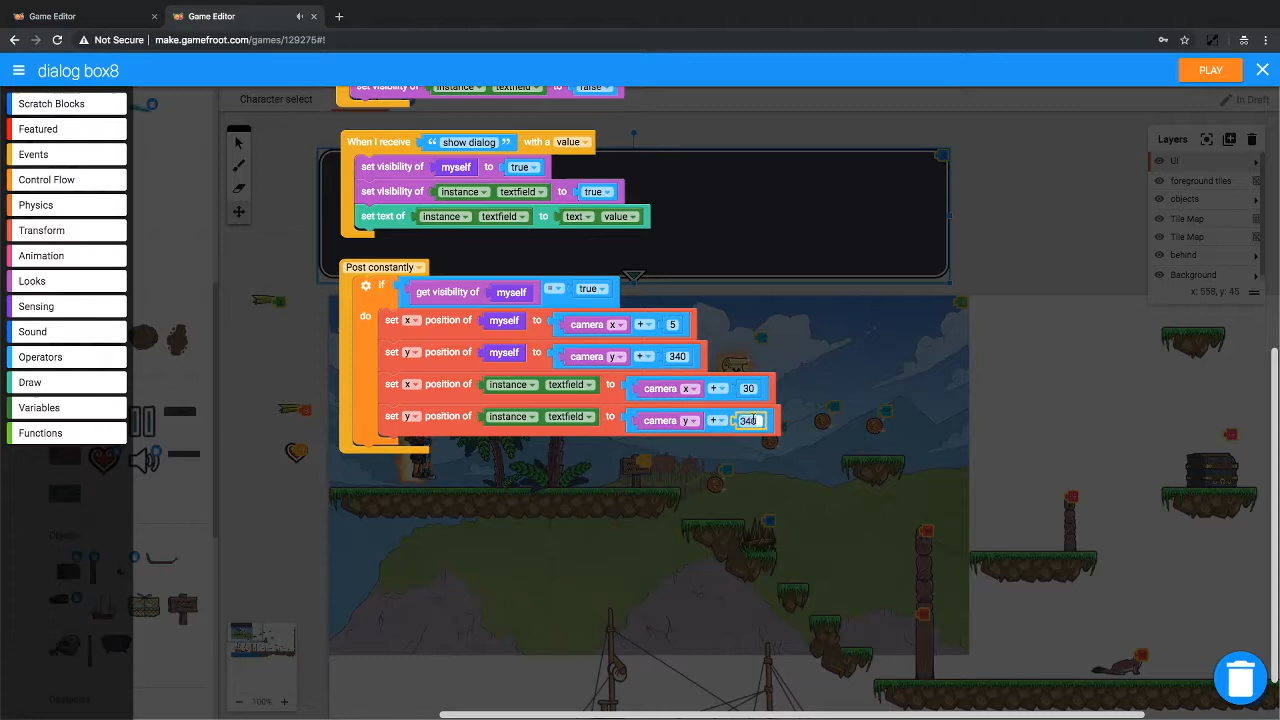 Game Editor
Game Editor
Not Secure make.gamefroot.com/games/129275#!
dialog box8
PLAY
Scratch Blocks
Featured
Events
Control Flow
Physics
Transform
Animation
Looks
Sensing
Sound
Operators
Draw
Variables
Functions
Character select
In Draft
set visibility of instance textfield to false
When I receive “ show dialog ” with a value
set visibility of myself to true
set visibility of instance textfield to true
set text of instance textfield to text value
Post constantly
if get visibility of myself = true
do set x position of myself to camera x + 5
set y position of myself to camera y + 340
set x position of instance textfield to camera x + 30
set y position of instance textfield to camera y + 340
Layers
UI
foreground tiles
objects
Tile Map
Tile Map
behind
Background
x: 558, y: 45
Objects
Obstacles
100%